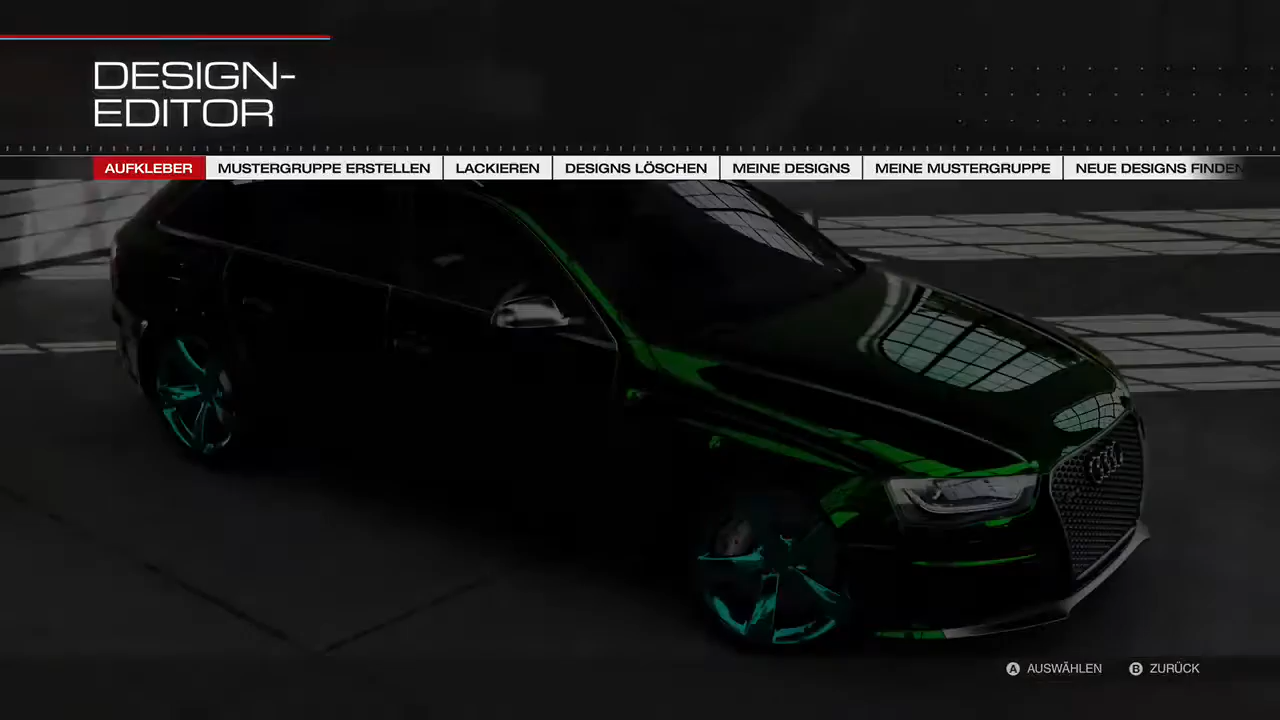 DESIGN-
EDITOR
AUFKLEBER MUSTERGRUPPE ERSTELLEN LACKIEREN DESIGNS LÖSCHEN MEINE DESIGNS MEINE MUSTERGRUPPE NEUE DESIGNS FINDEN
A AUSWÄHLEN B ZURÜCK